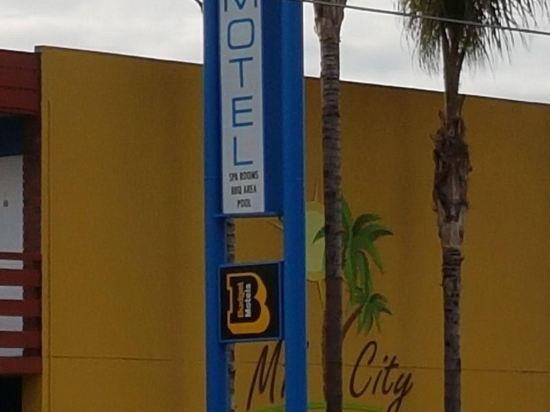 MOTEL
SPA ROOMS
BBQ AREA
POOL
B
Budget
Motels
City